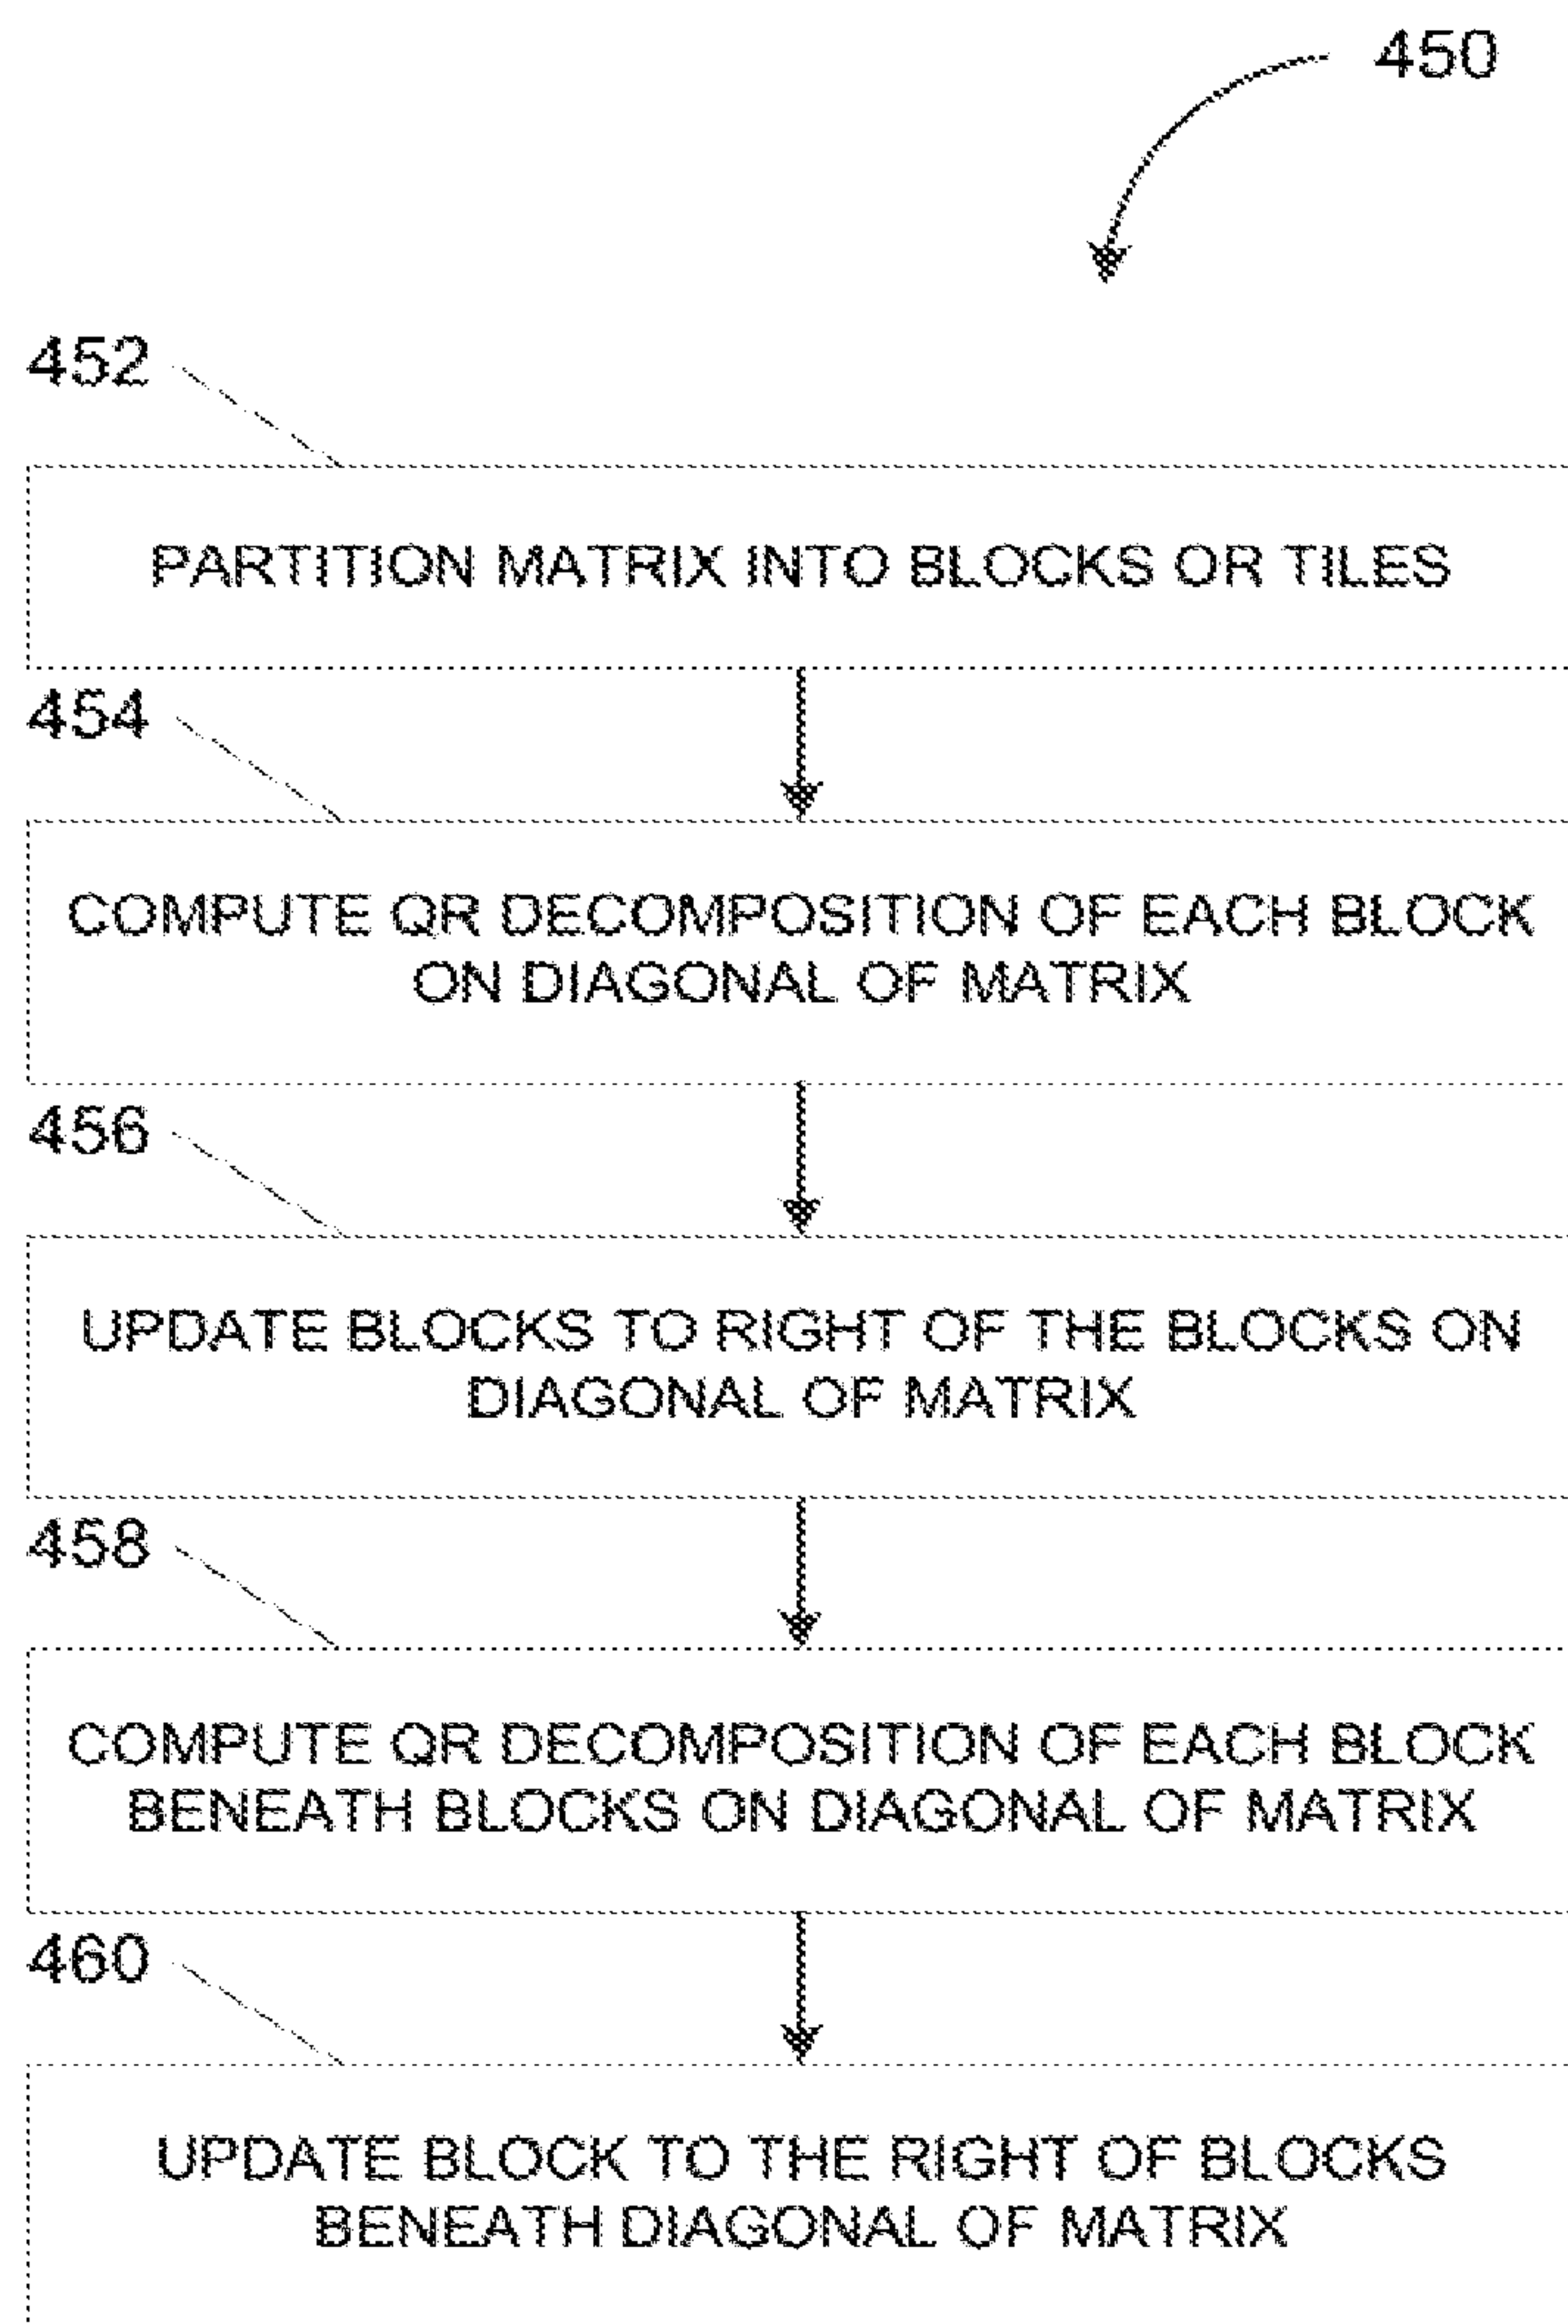 450
452
PARTITION MATRIX INTO BLOCKS OR TILES
454
COMPUTE QR DECOMPOSITION OF EACH BLOCK
ON DIAGONAL OF MATRIX
456
UPDATE BLOCKS TO RIGHT OF THE BLOCKS ON
DIAGONAL OF MATRIX
458
COMPUTE QR DECOMPOSITION OF EACH BLOCK
BENEATH BLOCKS ON DIAGONAL OF MATRIX
460
UPDATE BLOCK TO THE RIGHT OF BLOCKS
BENEATH DIAGONAL OF MATRIX